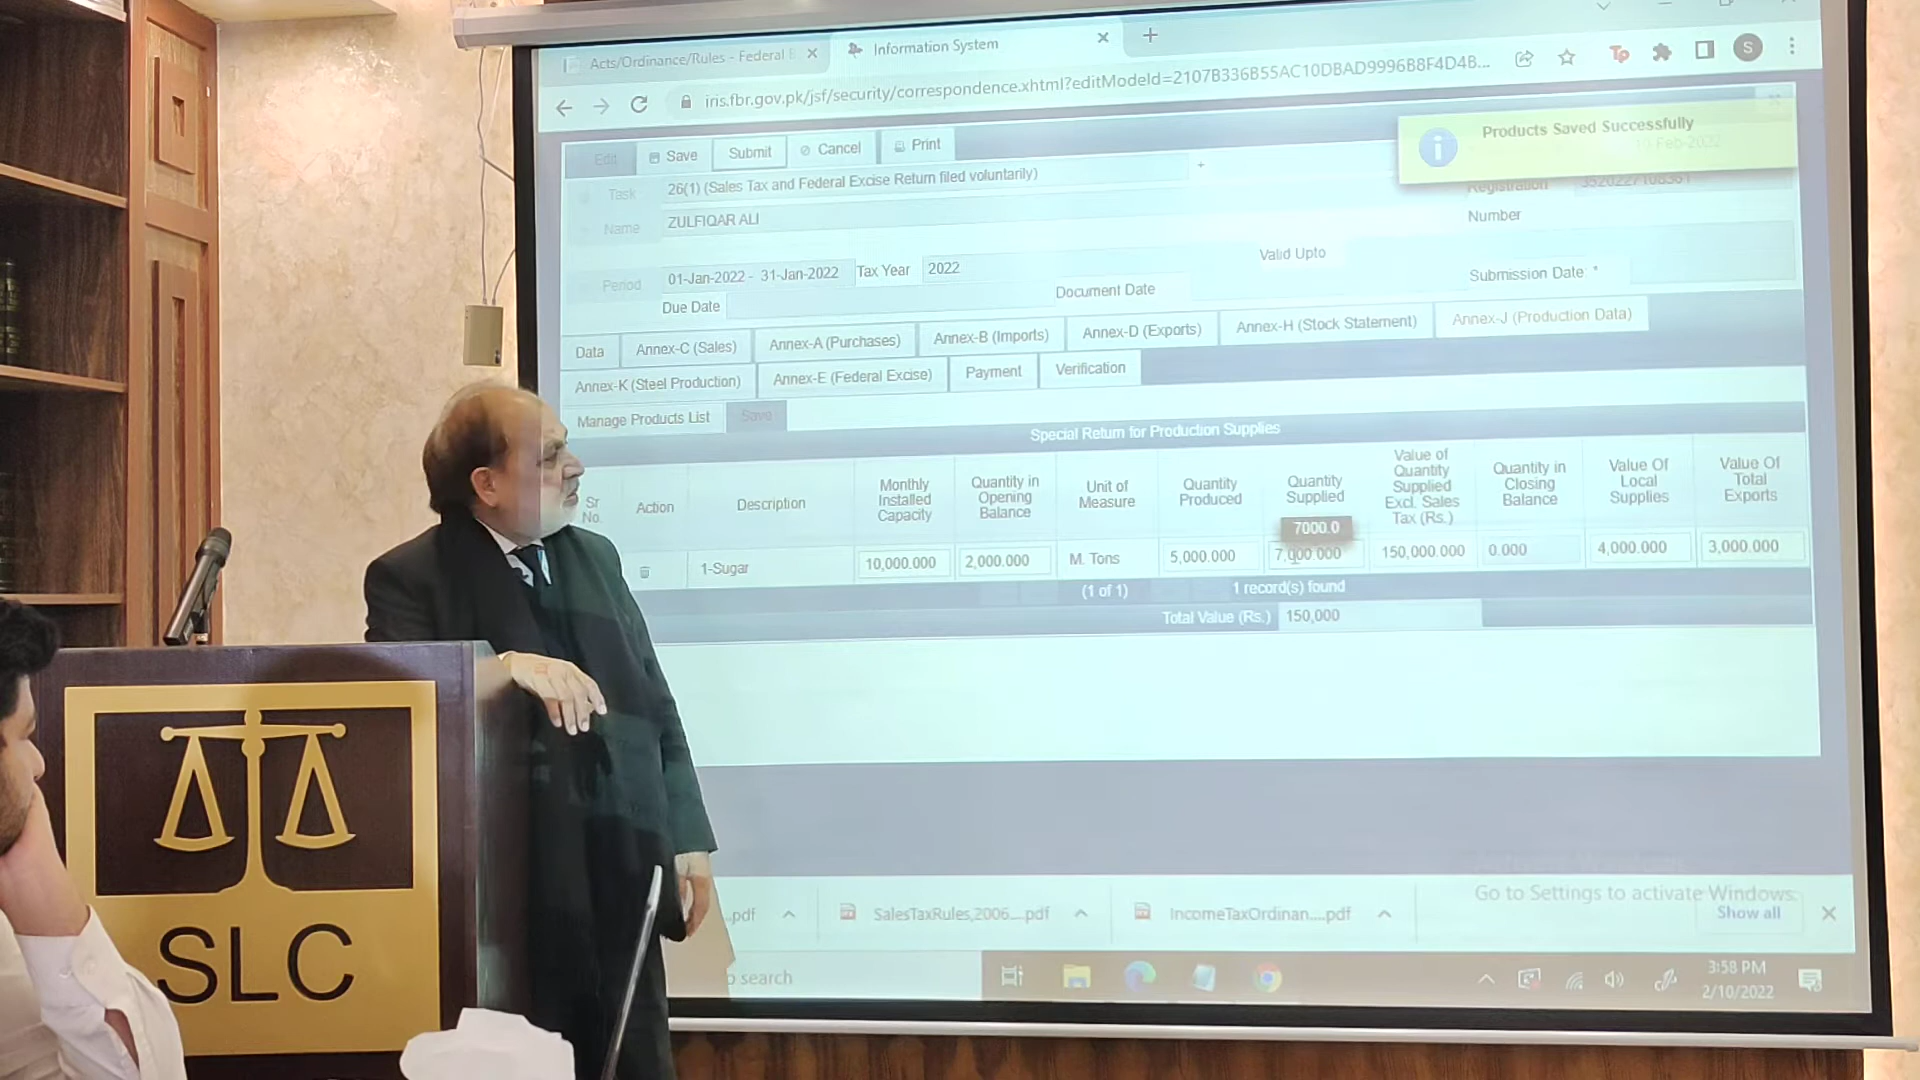 Acts/Ordinance/Rules - Federal B
Information System
iris.fbr.gov.pk/jsf/security/correspondence.xhtml?editModeId=2107B336B55AC10DBAD9996B8F4D4B...
S
Edit Save Submit Cancel Print
Products Saved Successfully
10-Feb-2022
Task 26(1) (Sales Tax and Federal Excise Return filed voluntarily)
Registration
Number
Name ZULFIQAR ALI
Period 01-Jan-2022 - 31-Jan-2022 Tax Year 2022 Valid Upto
Due Date Document Date Submission Date *
Data Annex-C (Sales) Annex-A (Purchases) Annex-B (Imports) Annex-D (Exports) Annex-H (Stock Statement) Annex-J (Production Data)
Annex-K (Steel Production) Annex-E (Federal Excise) Payment Verification
Manage Products List Save
Special Return for Production Supplies
Sr No. Action Description Monthly Installed Capacity Quantity in Opening Balance Unit of Measure Quantity Produced Quantity Supplied Value of Quantity Supplied Excl. Sales Tax (Rs.) Quantity in Closing Balance Value Of Local Supplies Value Of Total Exports
7000.0
1-Sugar 10,000.000 2,000.000 M. Tons 5,000.000 7,000.000 150,000.000 0.000 4,000.000 3,000.000
(1 of 1) 1 record(s) found
Total Value (Rs.) 150,000
Go to Settings to activate Windows.
.pdf SalesTaxRules,2006....pdf IncomeTaxOrdinan....pdf Show all
search
3:58 PM
2/10/2022
SLC